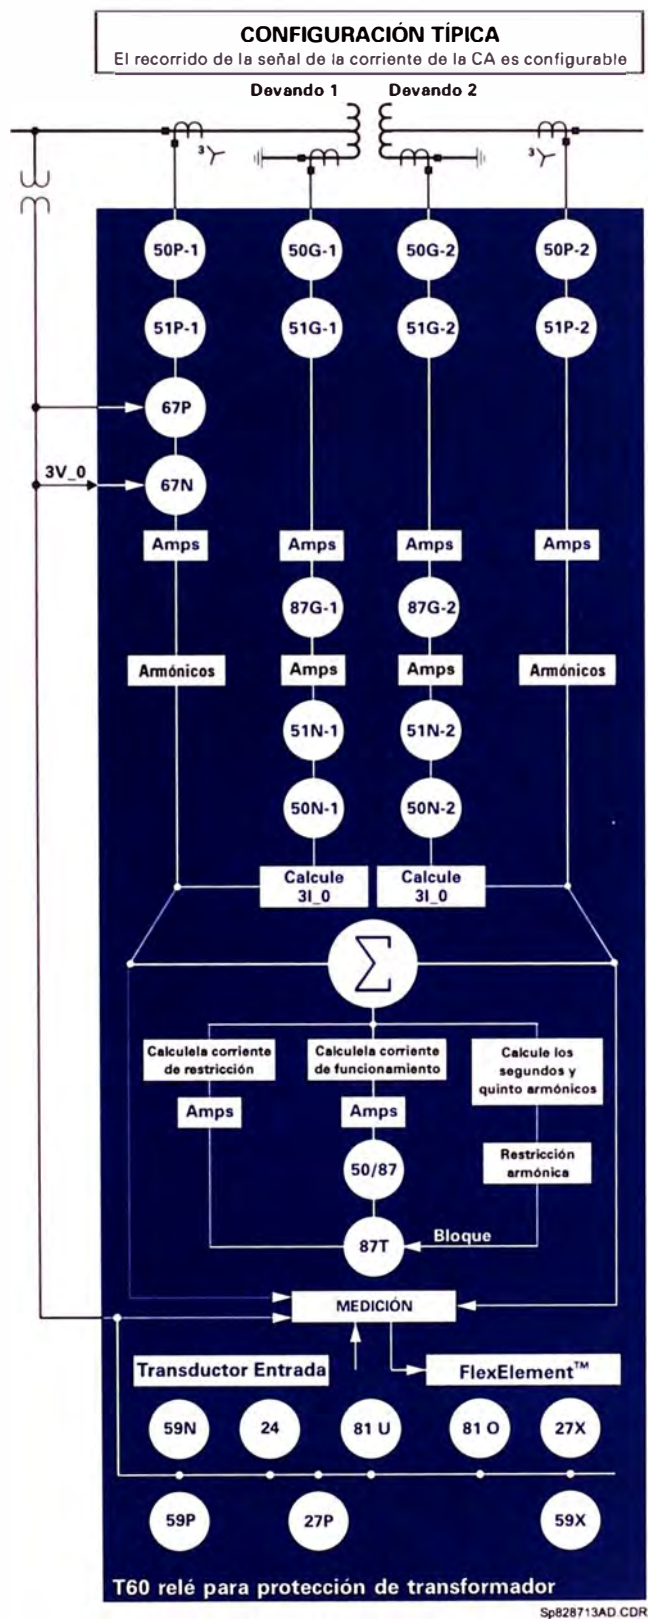 CONFIGURACIÓN TÍPICA
El recorrido de la señal de la corriente de la CA es configurable
Devando 1 Devando 2
3 3
50P-1 50G-1 50G-2 50P-2
51P-1 51G-1 51G-2 51P-2
67P
3V_0 67N
Amps Amps Amps Amps
87G-1 87G-2
Armónicos Amps Amps Armónicos
51N-1 51N-2
50N-1 50N-2
Calcule
3I_0
Calcule
3I_0
Σ
Calculela corriente
de restricción
Calculela corriente
de funcionamiento
Calcule los
segundos y
quinto armónicos
Amps Amps
Restricción
armónica
50/87
87T Bloque
MEDICIÓN
Transductor Entrada FlexElement™
59N 24 81 U 81 O 27X
59P 27P 59X
T60 relé para protección de transformador
Sp828713AD.CDR